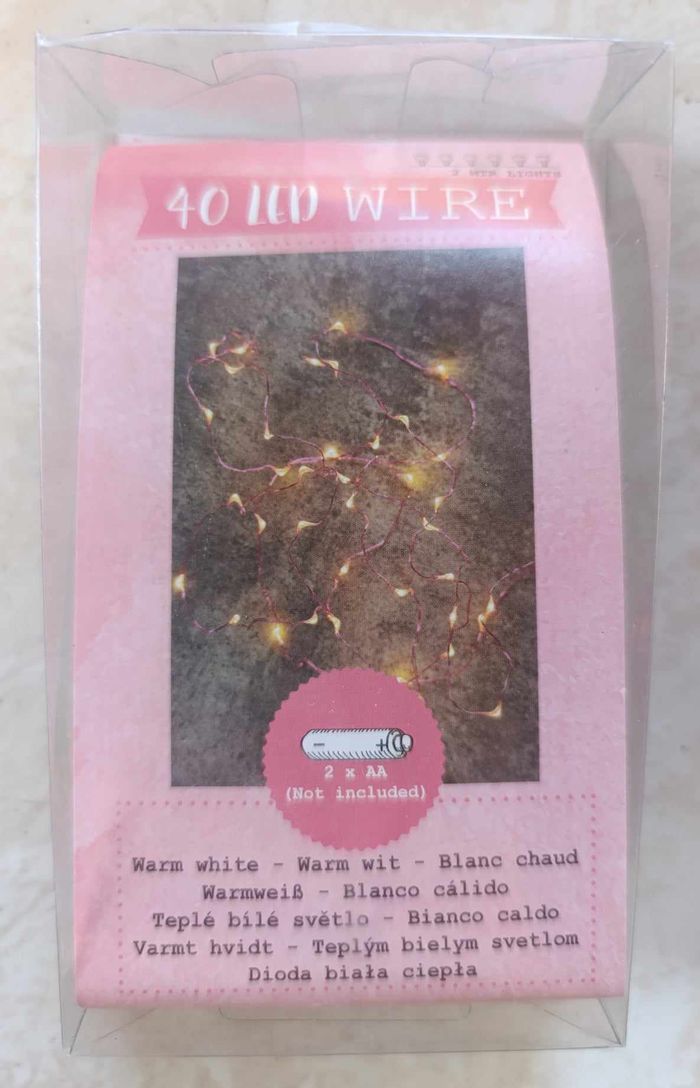 40 LED WIRE
2 x AA
(Not included)
Warm white - Warm wit - Blanc chaud
Warmweiß - Blanco cálido
Teplé bílé světlo - Bianco caldo
Varmt hvidt - Teplým bielym svetlom
Dioda biała ciepła